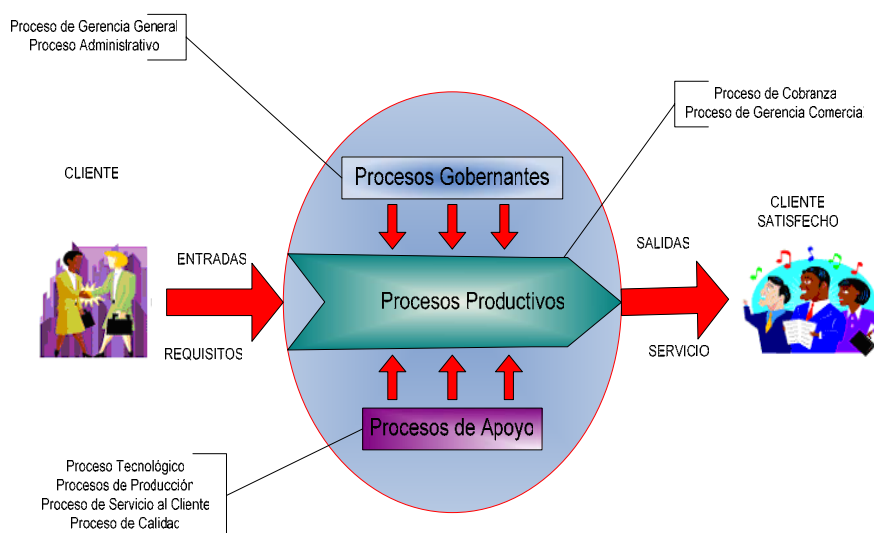 Proceso de Gerencia General
Proceso Administrativo
Proceso de Cobranza
Proceso de Gerencia Comercial
CLIENTE
Procesos Gobernantes
CLIENTE
SATISFECHO
ENTRADAS
SALIDAS
Procesos Productivos
REQUISITOS
SERVICIO
Procesos de Apoyo
Proceso Tecnológico
Procesos de Producción
Proceso de Servicio al Cliente
Proceso de Calidad